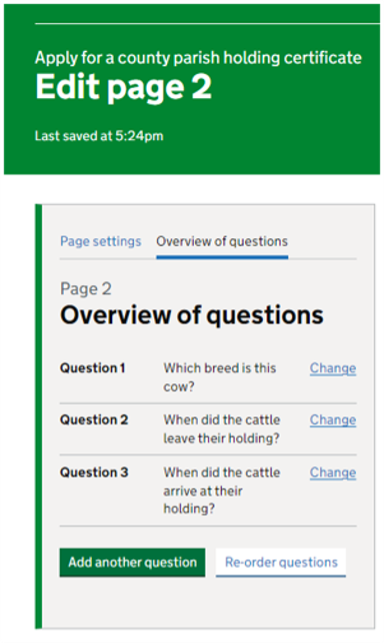 Apply for a county parish holding certificate
Edit page 2
Last saved at 5:24pm
Page settings Overview of questions
Page 2
Overview of questions
Question 1 Which breed is this Change
cow?
Question 2 When did the cattle Change
leave their holding?
Question 3 When did the cattle Change
arrive at their
holding?
Add another question Re-order questions